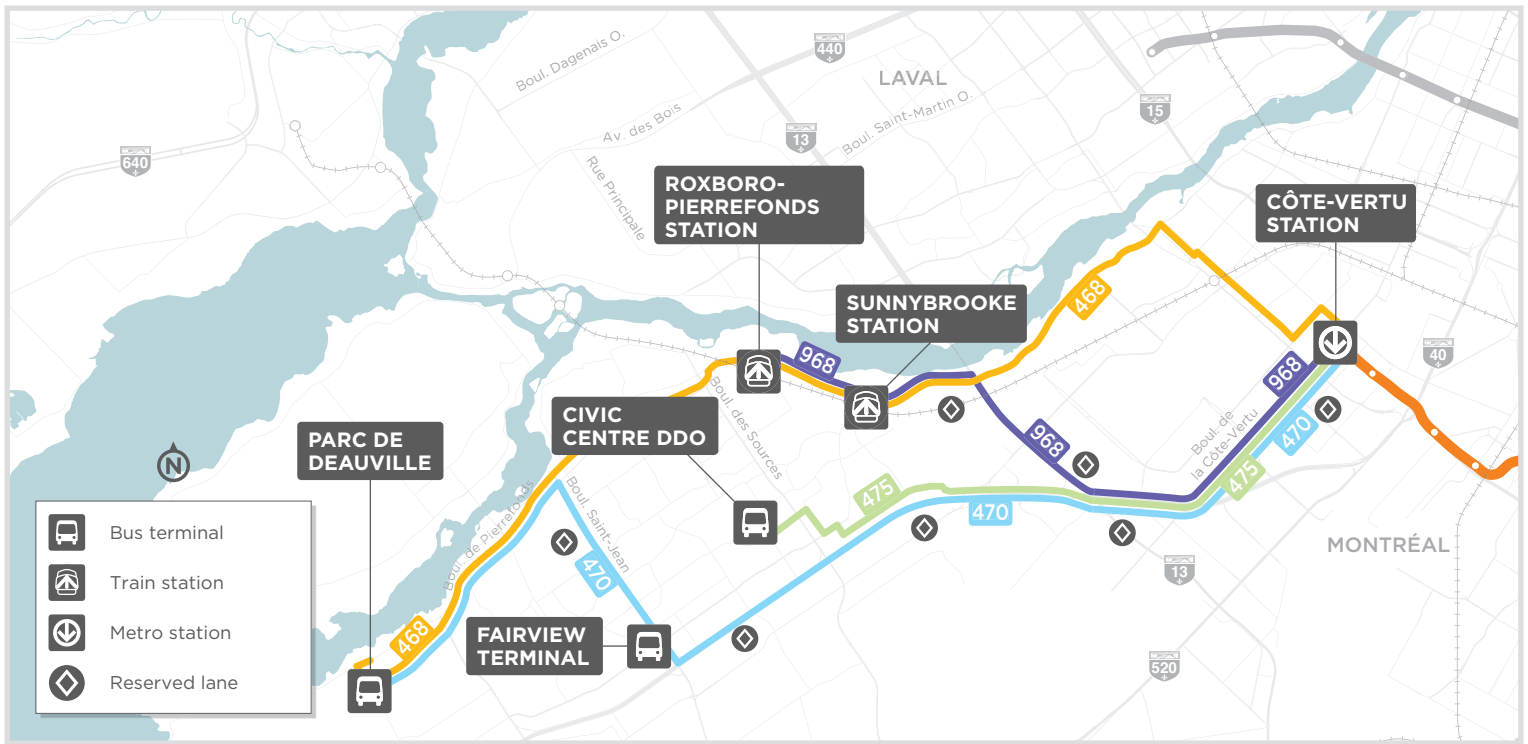 Boul. Dagenais O.
440
LAVAL
Av. des Bois
Boul. Saint-Martin O.
13
15
640
Rue Principale
ROXBORO-
PIERREFONDS
STATION
CÔTE-VERTU
STATION
SUNNYBROOKE
STATION
468
968
40
968
CIVIC
CENTRE DDO
Boul. des Sources
PARC DE
DEAUVILLE
968
Boul. de
la Côte-Vertu
470
N
475
475
470
Boul. de Pierrefonds
Boul. Saint-Jean
470
MONTRÉAL
13
468
FAIRVIEW
TERMINAL
520
Bus terminal
Train station
Metro station
Reserved lane